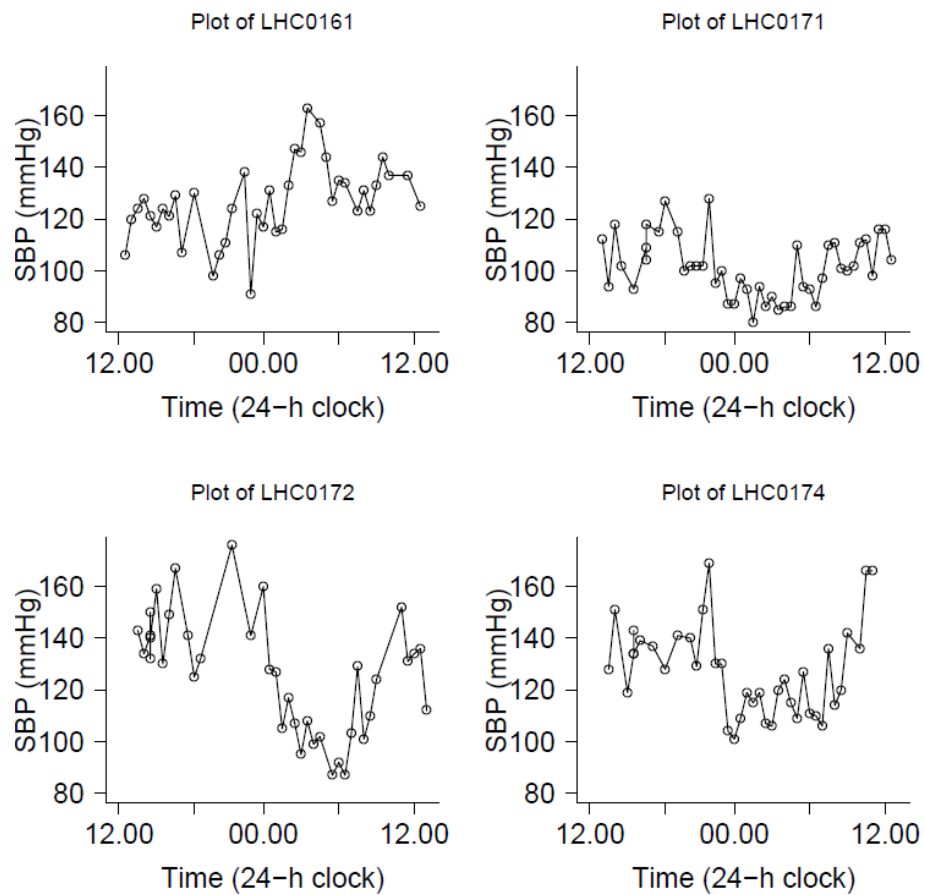 Plot of LHC0161
SBP (mmHg)
160
140
120
100
80
12.00
00.00
12.00
Time (24−h clock)
Plot of LHC0171
SBP (mmHg)
160
140
120
100
80
12.00
00.00
12.00
Time (24−h clock)
Plot of LHC0172
SBP (mmHg)
160
140
120
100
80
12.00
00.00
12.00
Time (24−h clock)
Plot of LHC0174
SBP (mmHg)
160
140
120
100
80
12.00
00.00
12.00
Time (24−h clock)